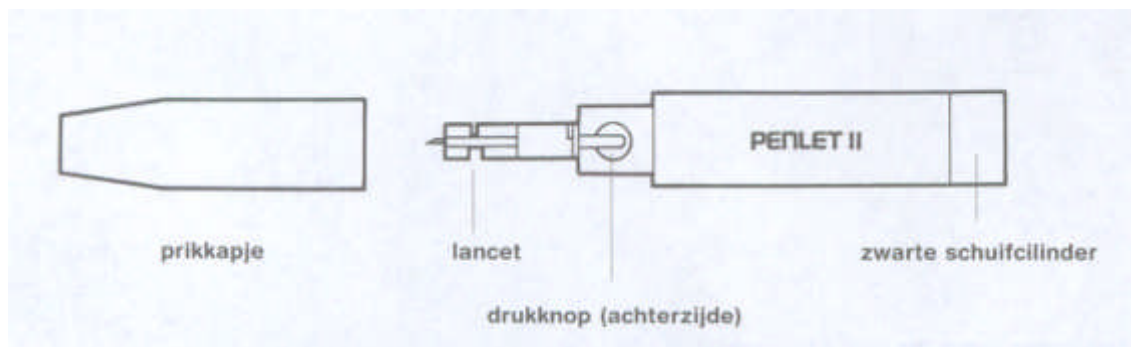 PENLET II
prikkapje
lancet
zwarte schuifcilinder
drukknop (achterzijde)